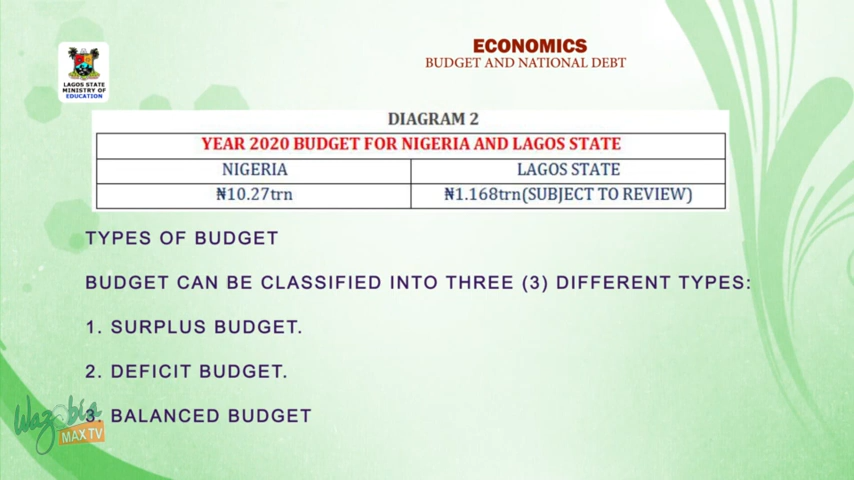 LAGOS STATE
MINISTRY OF
EDUCATION
ECONOMICS
BUDGET AND NATIONAL DEBT
DIAGRAM 2
YEAR 2020 BUDGET FOR NIGERIA AND LAGOS STATE
NIGERIA LAGOS STATE
₦10.27trn ₦1.168trn(SUBJECT TO REVIEW)
TYPES OF BUDGET
BUDGET CAN BE CLASSIFIED INTO THREE (3) DIFFERENT TYPES:
1. SURPLUS BUDGET.
2. DEFICIT BUDGET.
3. BALANCED BUDGET
Wazobia
MAX TV